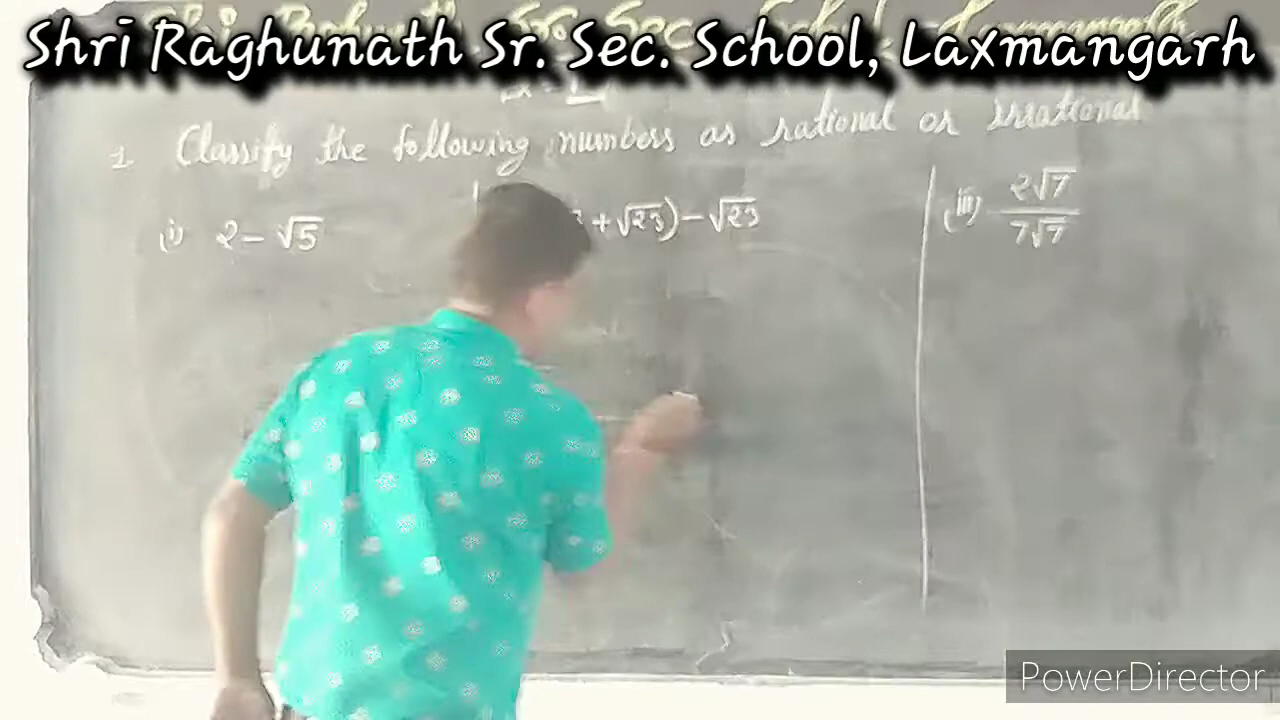 Shri Raghunath Sr. Sec. School, Laxmangarh
1 Classify the following numbers as rational or irrational
(i) 2 - √5
+ √23) - √23
(iii) 2√7 / 7√7
PowerDirector